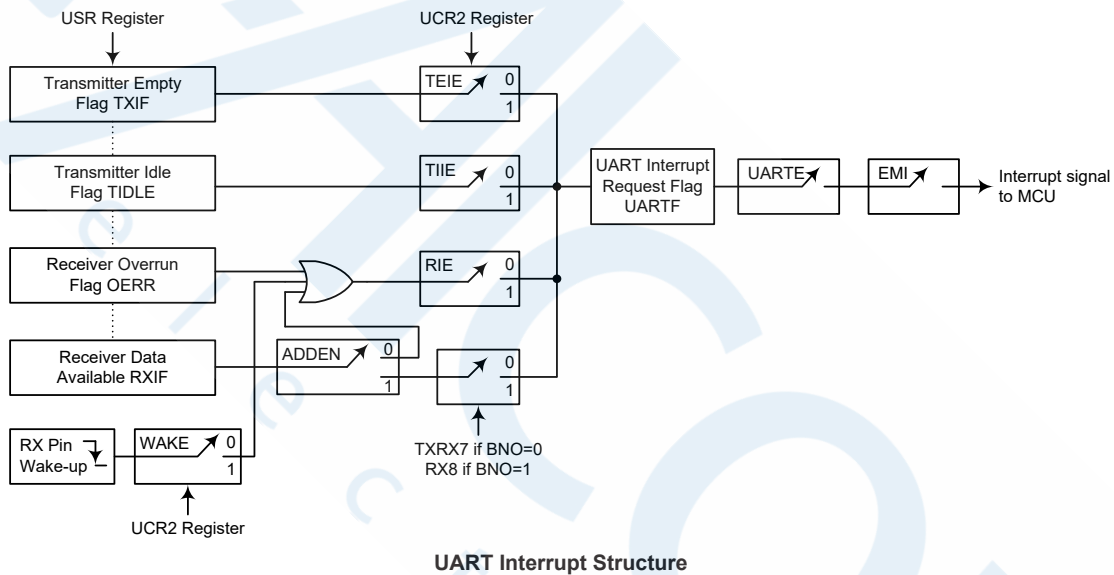 USR Register
UCR2 Register
Transmitter Empty
Flag TXIF
TEIE
0
1
Transmitter Idle
Flag TIDLE
TIIE
0
1
UART Interrupt
Request Flag
UARTF
UARTE
EMI
Interrupt signal
to MCU
Receiver Overrun
Flag OERR
RIE
0
1
Receiver Data
Available RXIF
ADDEN
0
1
0
1
RX Pin
Wake-up
WAKE
0
1
TXRX7 if BNO=0
RX8 if BNO=1
UCR2 Register
UART Interrupt Structure